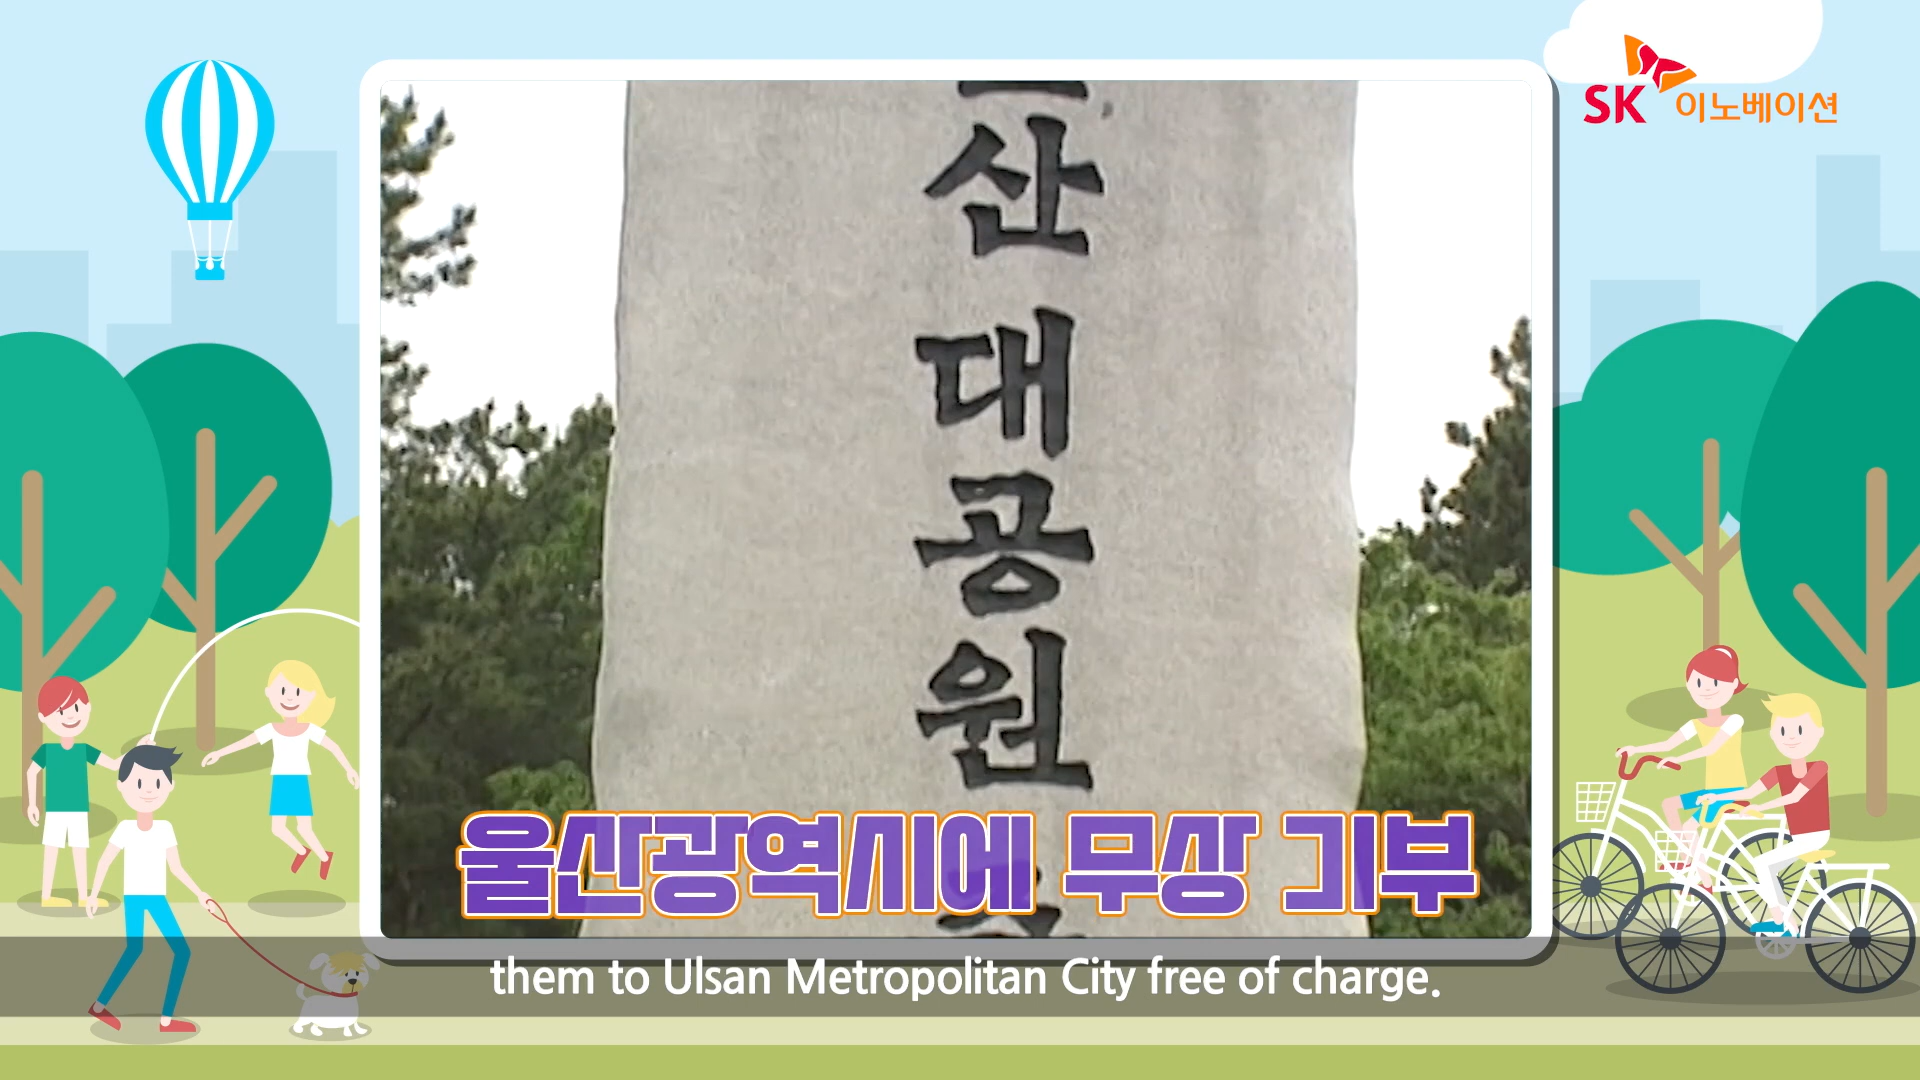 SK 이노베이션
산
대
공
원
울산광역시에 무상 기부
them to Ulsan Metropolitan City free of charge.